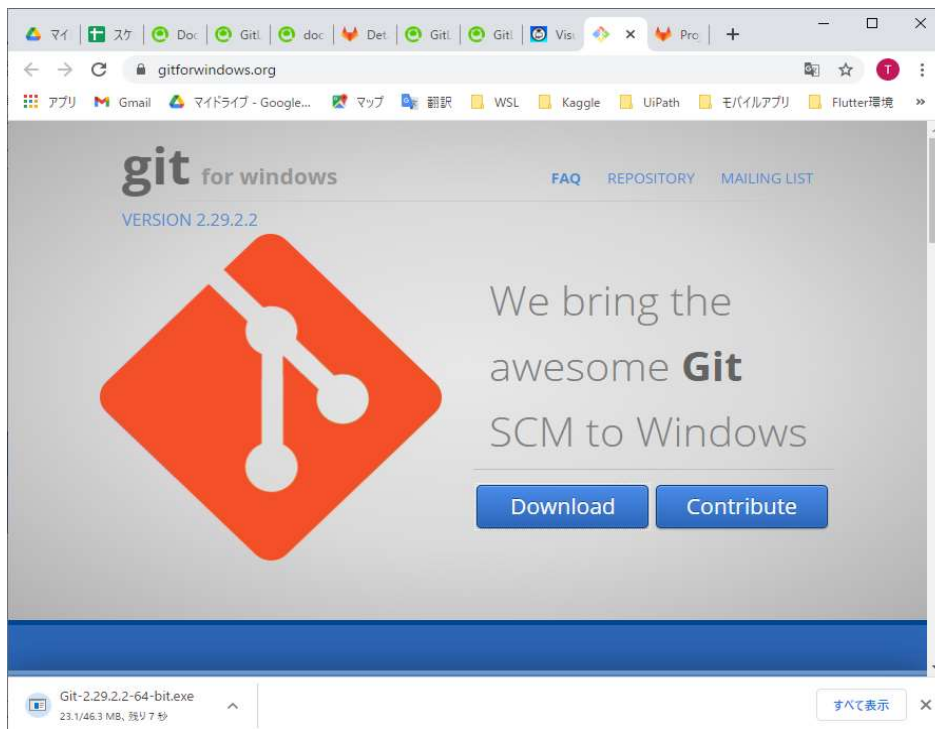 マイ スケ Doc Gitl doc Det Gitl Gitl Vis Pro
gitforwindows.org T
アプリ Gmail マイドライブ - Google... マップ 翻訳 WSL Kaggle UiPath モバイルアプリ Flutter環境 »
git for windows
FAQ REPOSITORY MAILING LIST
VERSION 2.29.2.2
We bring the
awesome Git
SCM to Windows
Download Contribute
Git-2.29.2.2-64-bit.exe
23.1/46.3 MB、残り 7 秒
すべて表示